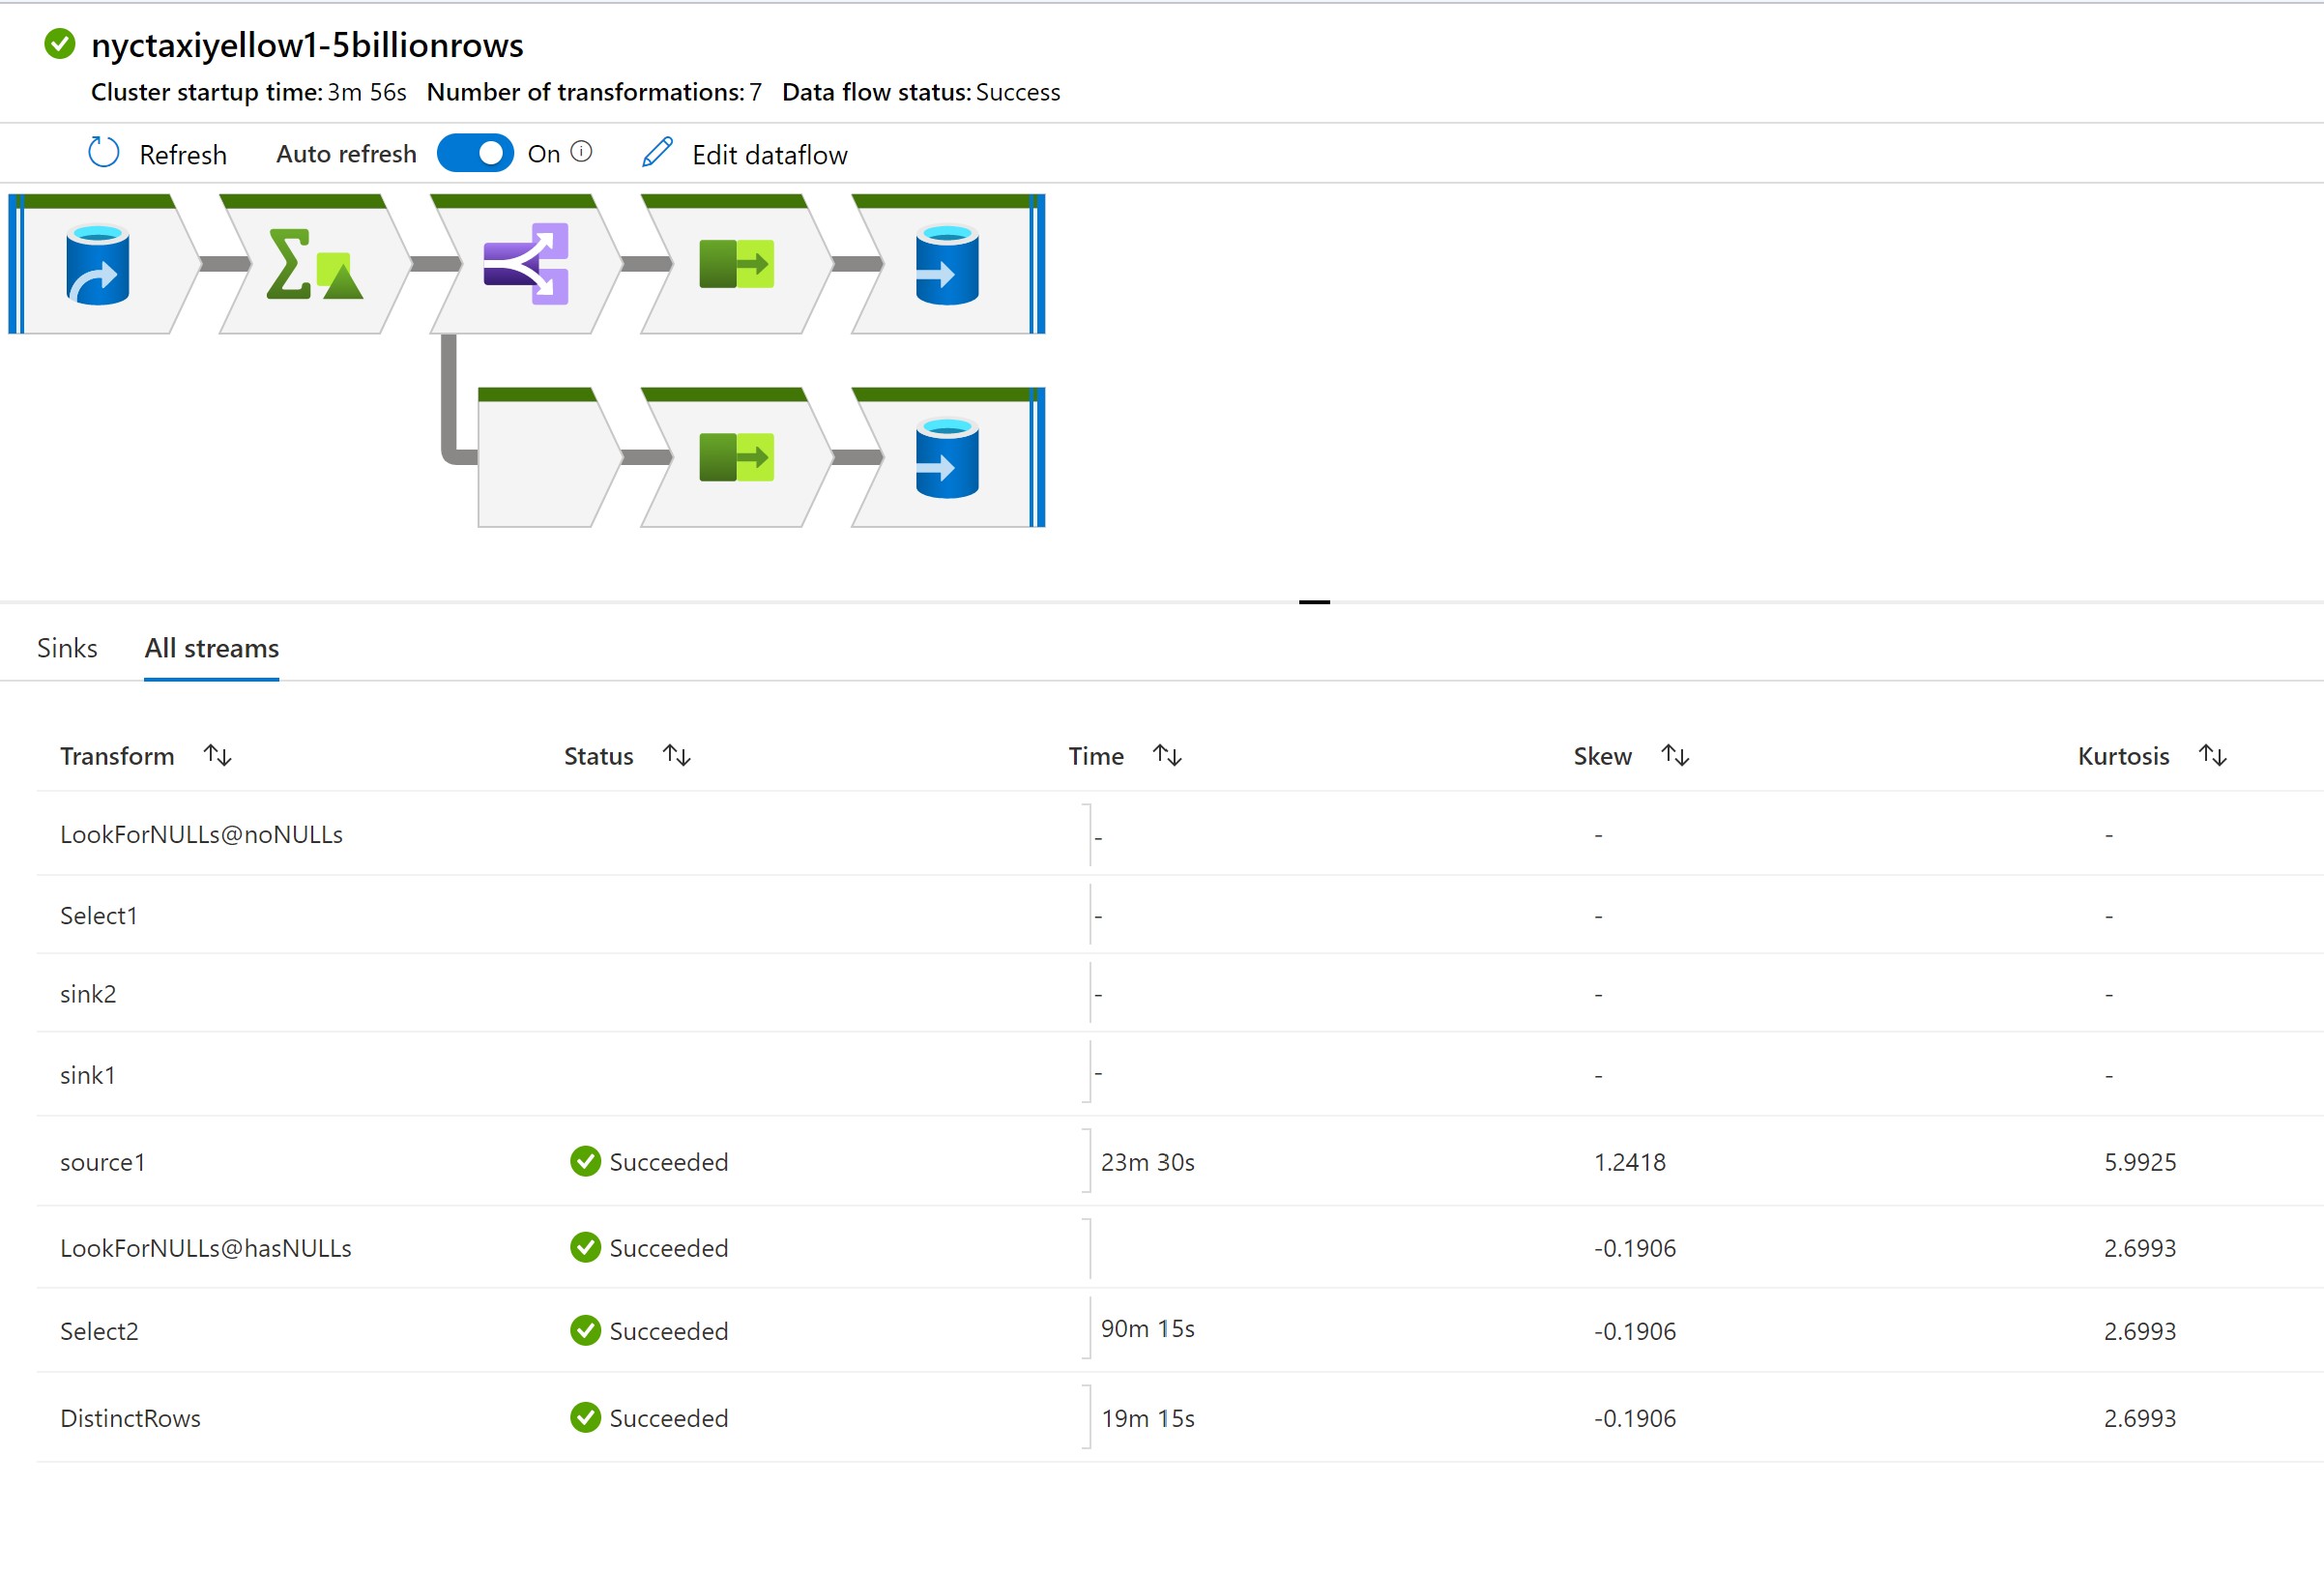 nyctaxiyellow1-5billionrows
Cluster startup time: 3m 56s Number of transformations: 7 Data flow status: Success
Refresh Auto refresh On Edit dataflow
Sinks All streams
Transform Status Time Skew Kurtosis
LookForNULLs@noNULLs - - -
Select1 - - -
sink2 - - -
sink1 - - -
source1 Succeeded 23m 30s 1.2418 5.9925
LookForNULLs@hasNULLs Succeeded -0.1906 2.6993
Select2 Succeeded 90m 15s -0.1906 2.6993
DistinctRows Succeeded 19m 15s -0.1906 2.6993